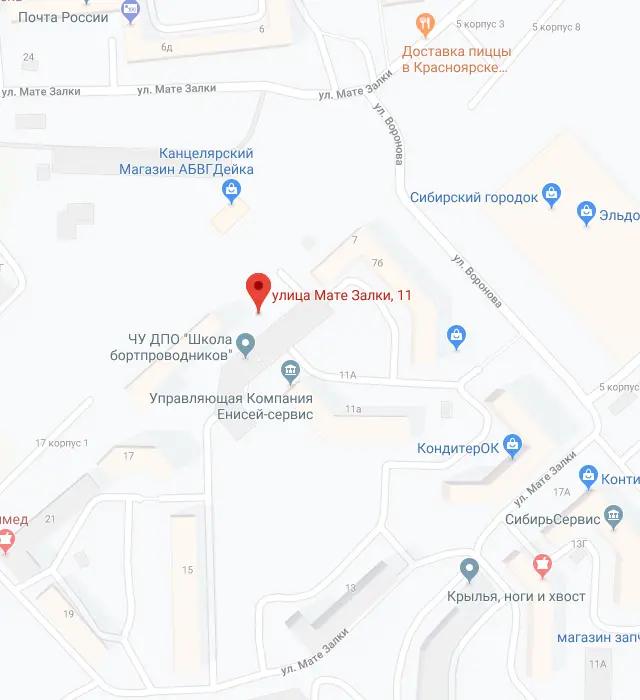 Почта России
6д
6
24
5 корпус 3
5 корпус 8
Доставка пиццы
в Красноярске...
ул. Мате Залки
ул. Мате Залки
ул. Мате Залки
ул. Воронова
Канцелярский
Магазин АБВГДейка
Сибирский городок
Эльдо
7
7б
ул. Воронова
улица Мате Залки, 11
ЧУ ДПО "Школа
бортпроводников"
11А
Управляющая Компания
Енисей-сервис
11а
5 корпус
17 корпус 1
17
КондитерОК
ул. Мате Залки
Конти
17А
СибирьСервис
имед
21
15
13Г
13
Крылья, ноги и хвост
19
ул. Мате Залки
магазин запч
11А